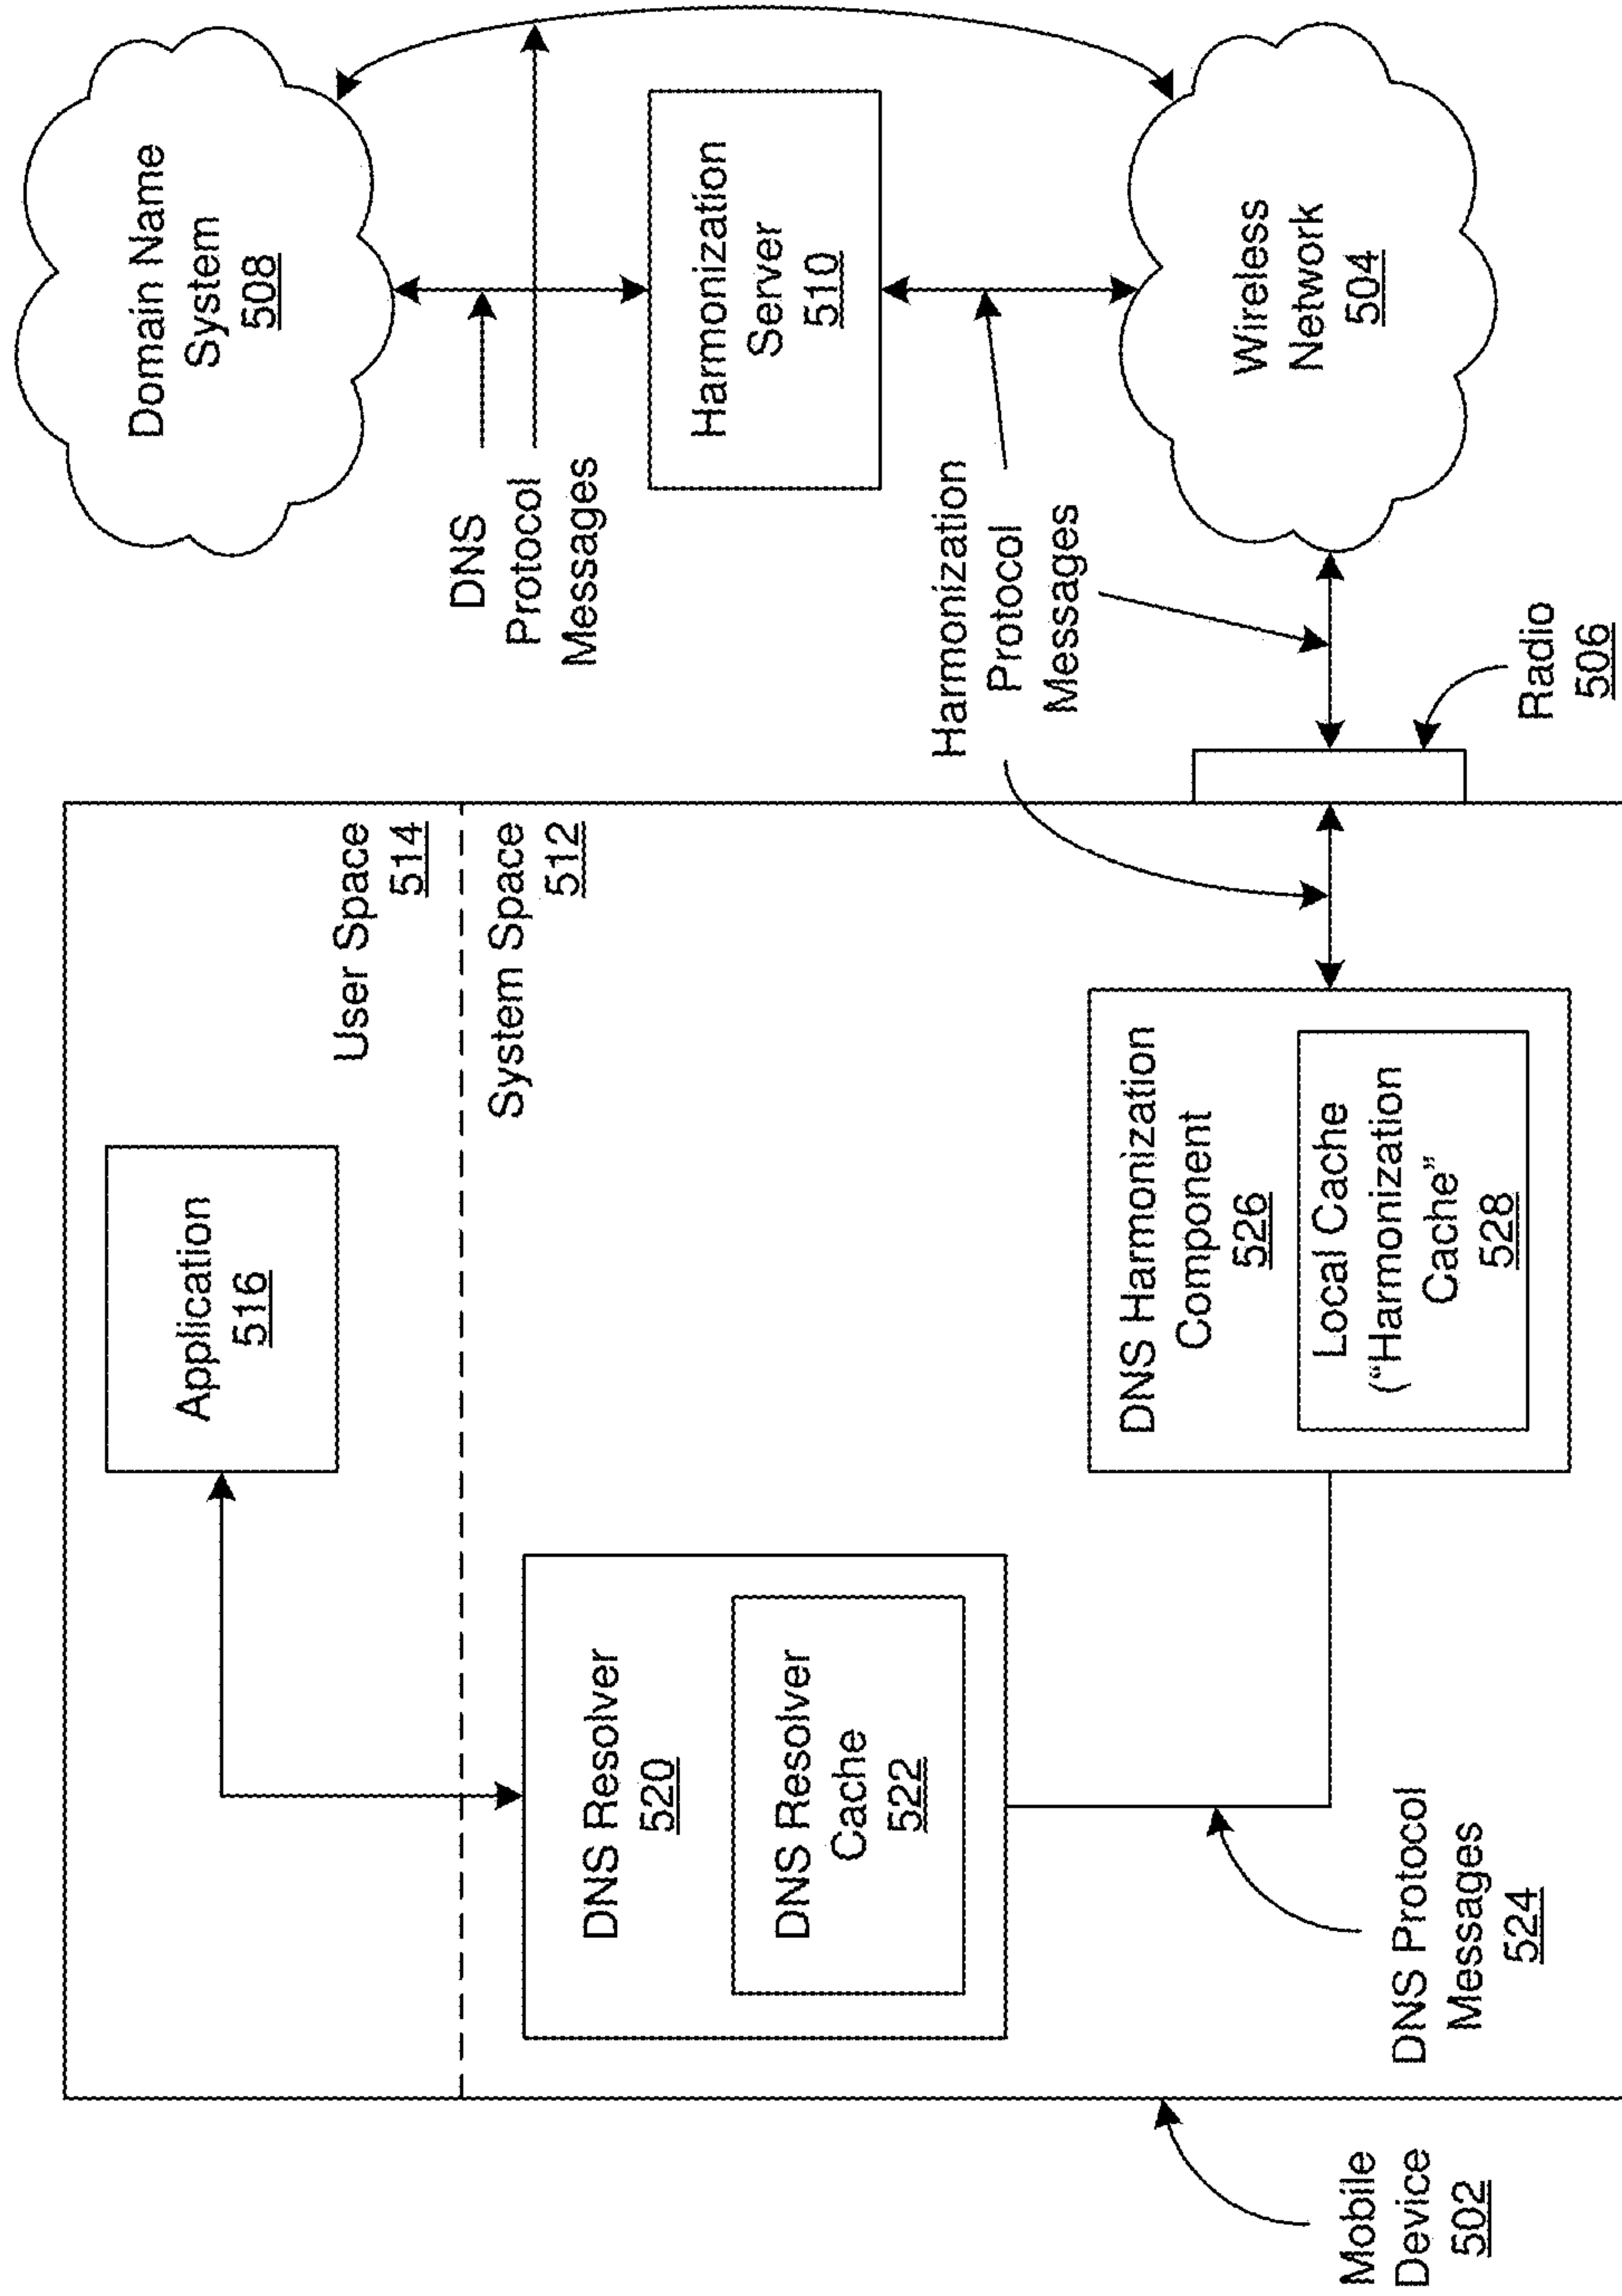 User Space
514
System Space
512
Application
516
DNS Resolver
520
DNS Resolver
Cache
522
DNS Harmonization
Component
526
Local Cache
(“Harmonization
Cache”
528
DNS Protocol
Messages
524
Mobile
Device
502
Domain Name
System
508
DNS
Protocol
Messages
Harmonization
Server
510
Harmonization
Protocol
Messages
Wireless
Network
504
Radio
506